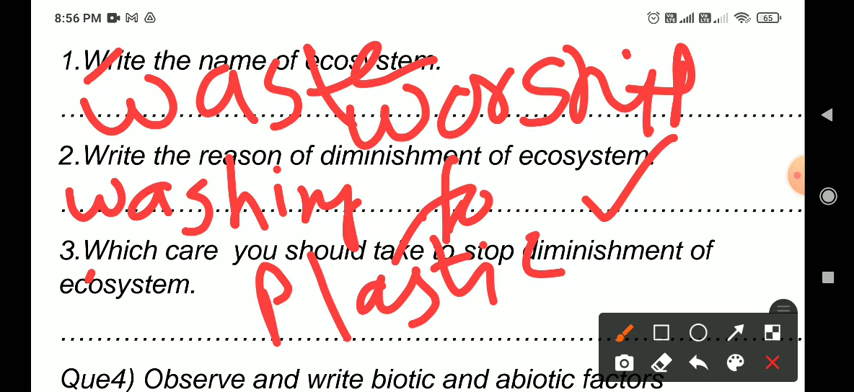 8:56 PM
65
1.Write the name of ecosystem.
waste worship
2.Write the reason of diminishment of ecosystem.
washing to
3.Which care you should take to stop diminishment of
ecosystem.
plastic
Que4) Observe and write biotic and abiotic factors